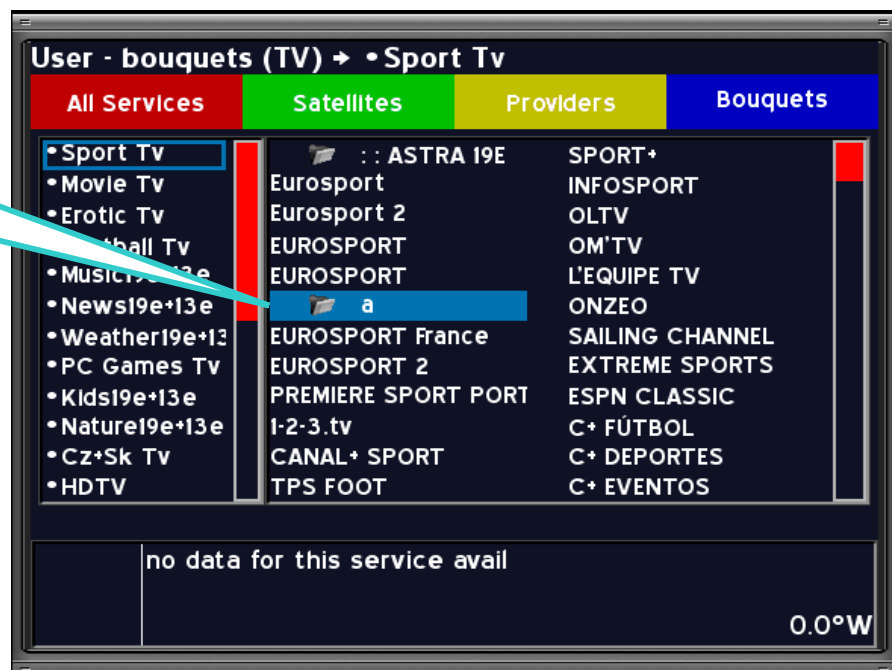 User - bouquets (TV) → •Sport Tv
All Services Satellites Providers Bouquets
•Sport Tv
•Movie Tv
•Erotic Tv
Tv
•News19e+13e
•Weather19e+13
•PC Games Tv
•Kids19e+13e
•Nature19e+13e
•Cz+Sk Tv
•HDTV
:: ASTRA 19E
Eurosport
Eurosport 2
EUROSPORT
EUROSPORT
a
EUROSPORT France
EUROSPORT 2
PREMIERE SPORT PORT
1-2-3.tv
CANAL+ SPORT
TPS FOOT
SPORT+
INFOSPORT
OLTV
OM'TV
L'EQUIPE TV
ONZEO
SAILING CHANNEL
EXTREME SPORTS
ESPN CLASSIC
C+ FÚTBOL
C+ DEPORTES
C+ EVENTOS
no data for this service avail
0.0°W